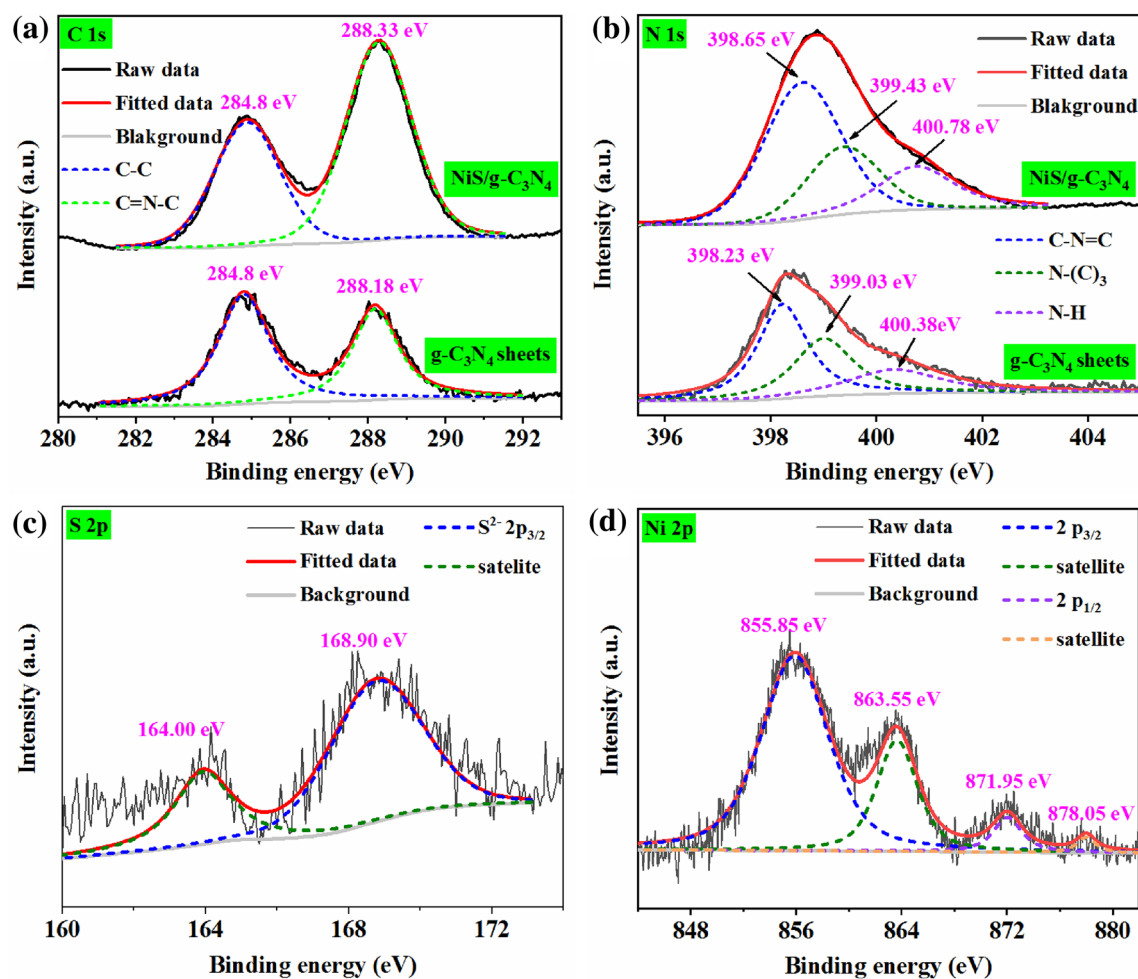 (a)
C 1s
288.33 eV
Raw data
Fitted data
Blakground
C-C
C=N-C
284.8 eV
NiS/g-C3N4
284.8 eV
288.18 eV
g-C3N4 sheets
Intensity (a.u.)
280 282 284 286 288 290 292
Binding energy (eV)
(b)
N 1s
398.65 eV
399.43 eV
400.78 eV
Raw data
Fitted data
Blakground
NiS/g-C3N4
C-N=C
N-(C)3
N-H
398.23 eV
399.03 eV
400.38eV
g-C3N4 sheets
Intensity (a.u.)
396 398 400 402 404
Binding energy (eV)
(c)
S 2p
Raw data
Fitted data
Background
S2- 2p3/2
satelite
168.90 eV
164.00 eV
Intensity (a.u.)
160 164 168 172
Binding energy (eV)
(d)
Ni 2p
Raw data
Fitted data
Background
2 p3/2
satellite
2 p1/2
satellite
855.85 eV
863.55 eV
871.95 eV
878.05 eV
Intensity (a.u.)
848 856 864 872 880
Binding energy (eV)